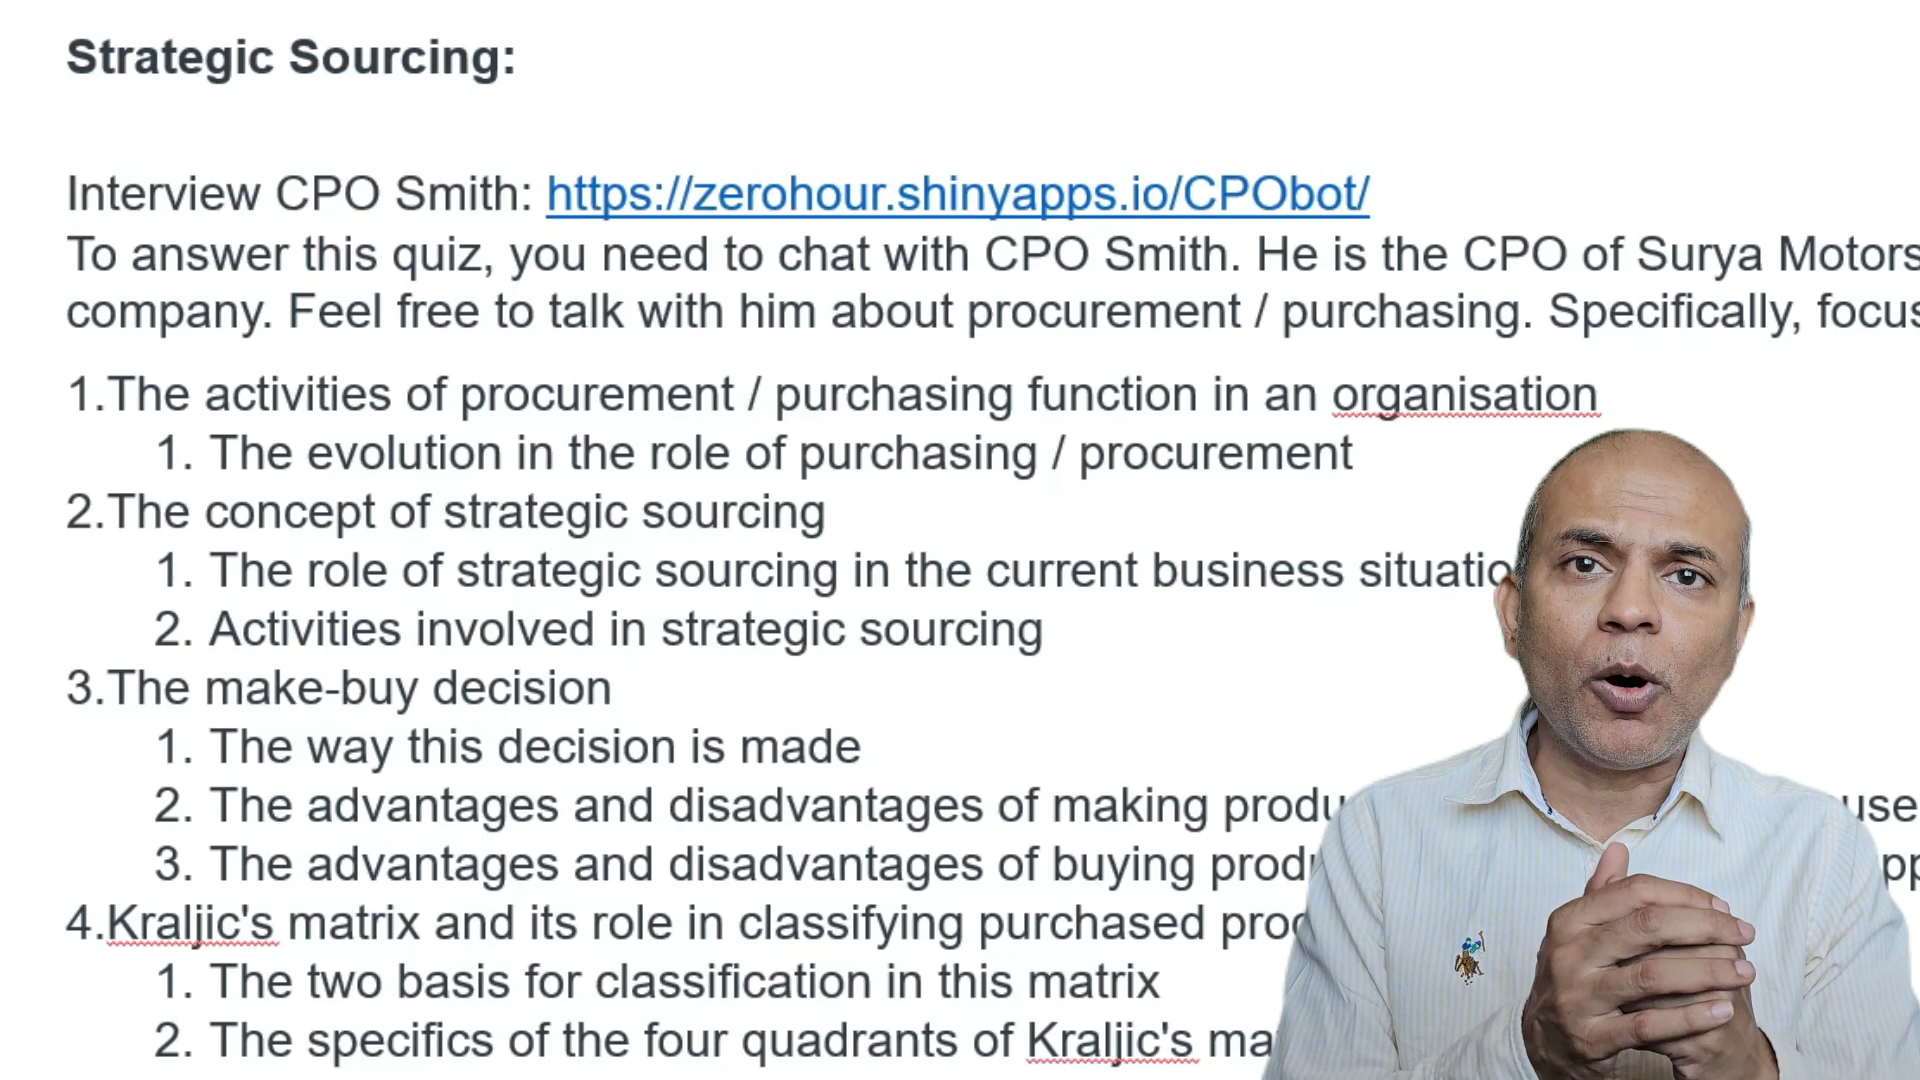 Strategic Sourcing:
Interview CPO Smith: https://zerohour.shinyapps.io/CPObot/
To answer this quiz, you need to chat with CPO Smith. He is the CPO of Surya Motors
company. Feel free to talk with him about procurement / purchasing. Specifically,
1.The activities of procurement / purchasing function in an organisation
1. The evolution in the role of purchasing / procurement
2.The concept of strategic sourcing
1. The role of strategic sourcing in the current business
2. Activities involved in strategic sourcing
3.The make-buy decision
1. The way this decision is made
2. The advantages and disadvantages of making
3. The advantages and disadvantages of buying
4.Kraljic's matrix and its role in classifying purchased
1. The two basis for classification in this matrix
2. The specifics of the four quadrants of Kraljic's